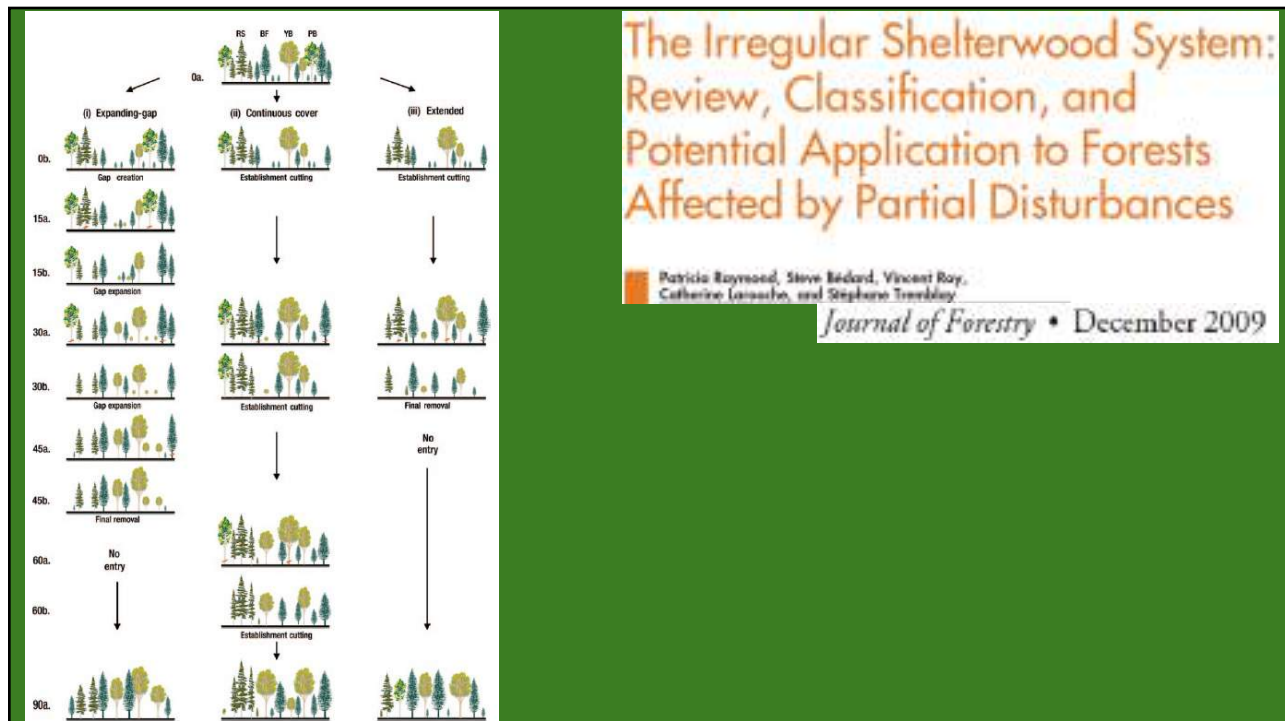 RS BF YB PB
0a.
(i) Expanding-gap (ii) Continuous cover (iii) Extended
0b.
Gap creation Establishment cutting Establishment cutting
15a.
15b.
Gap expansion
30a.
30b.
Gap expansion Establishment cutting Final removal
45a.
No
entry
45b.
Final removal
No
entry
60a.
60b.
Establishment cutting
90a.
The Irregular Shelterwood System:
Review, Classification, and
Potential Application to Forests
Affected by Partial Disturbances
Patricia Raymond, Steve Bédard, Vincent Roy,
Catherine Larouche, and Stéphane Tremblay
Journal of Forestry • December 2009